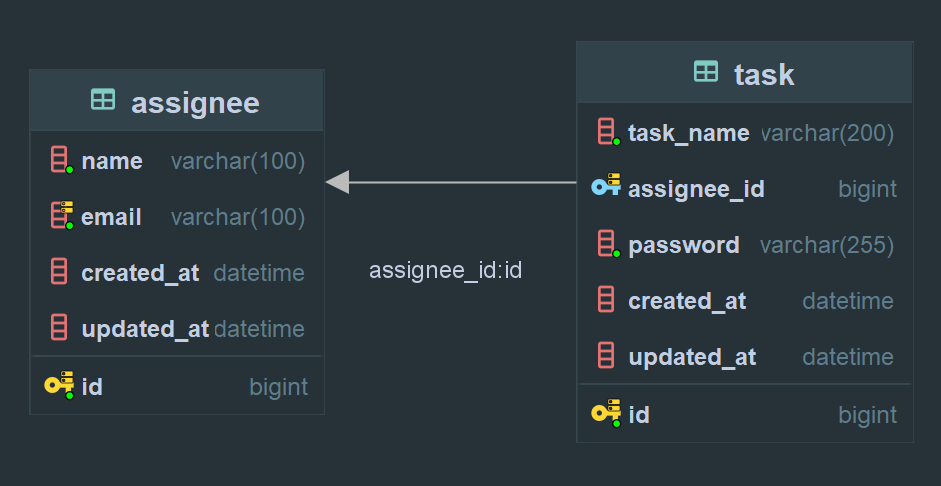 assignee
name varchar(100)
email varchar(100)
created_at datetime
updated_at datetime
id bigint
assignee_id:id
task
task_name varchar(200)
assignee_id bigint
password varchar(255)
created_at datetime
updated_at datetime
id bigint